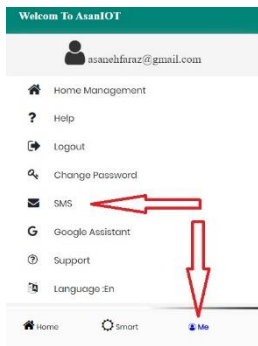 Welcom To AsanIOT
asanehfaraz@gmail.com
Home Management
Help
Logout
Change Password
SMS
Google Assistant
Support
Language :En
Home Smart Me